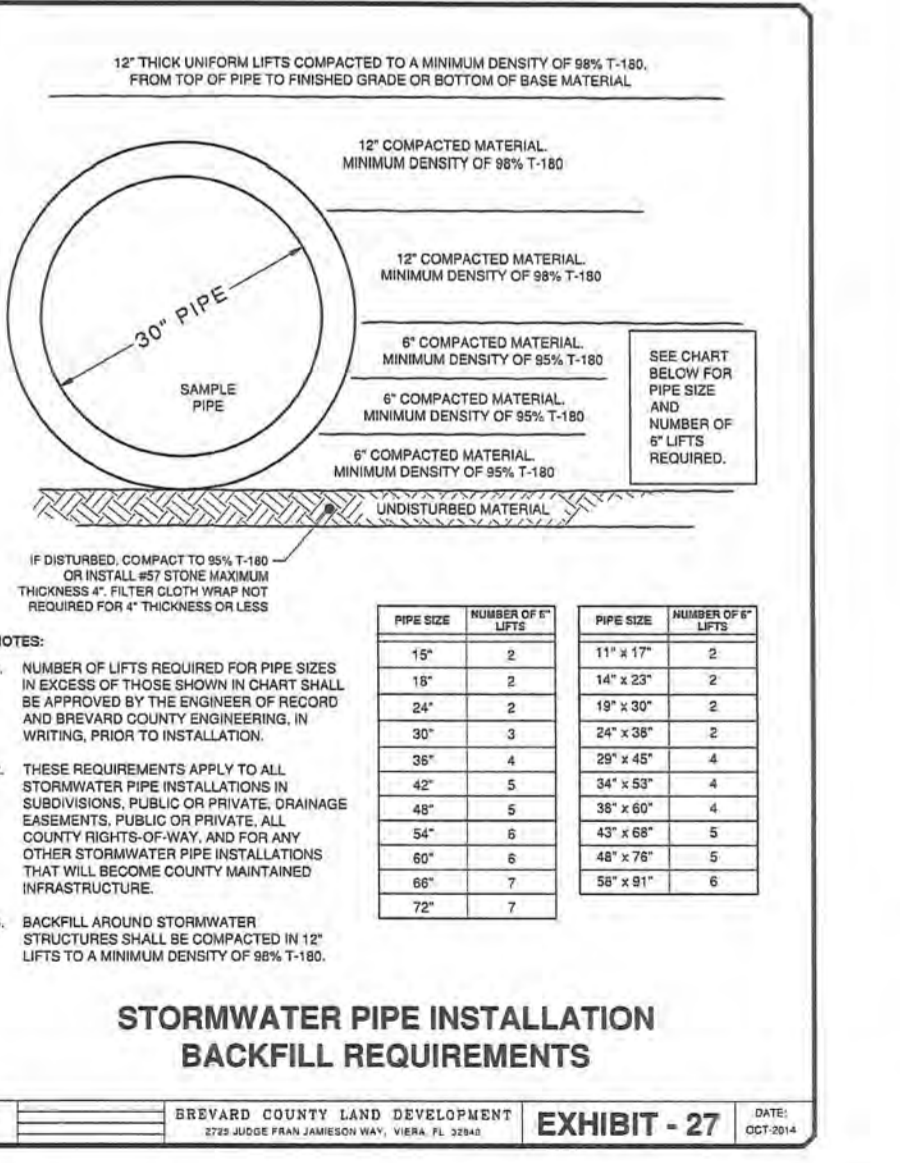 12" THICK UNIFORM LIFTS COMPACTED TO A MINIMUM DENSITY OF 98% T-180,
FROM TOP OF PIPE TO FINISHED GRADE OR BOTTOM OF BASE MATERIAL
12" COMPACTED MATERIAL.
MINIMUM DENSITY OF 98% T-180
12" COMPACTED MATERIAL.
MINIMUM DENSITY OF 98% T-180
30" PIPE
SAMPLE
PIPE
6" COMPACTED MATERIAL.
MINIMUM DENSITY OF 95% T-180
6" COMPACTED MATERIAL.
MINIMUM DENSITY OF 95% T-180
6" COMPACTED MATERIAL.
MINIMUM DENSITY OF 95% T-180
SEE CHART
BELOW FOR
PIPE SIZE
AND
NUMBER OF
6" LIFTS
REQUIRED.
UNDISTURBED MATERIAL
IF DISTURBED, COMPACT TO 95% T-180
OR INSTALL #57 STONE MAXIMUM
THICKNESS 4". FILTER CLOTH WRAP NOT
REQUIRED FOR 4" THICKNESS OR LESS
NOTES:
NUMBER OF LIFTS REQUIRED FOR PIPE SIZES
IN EXCESS OF THOSE SHOWN IN CHART SHALL
BE APPROVED BY THE ENGINEER OF RECORD
AND BREVARD COUNTY ENGINEERING, IN
WRITING, PRIOR TO INSTALLATION.
THESE REQUIREMENTS APPLY TO ALL
STORMWATER PIPE INSTALLATIONS IN
SUBDIVISIONS, PUBLIC OR PRIVATE, DRAINAGE
EASEMENTS, PUBLIC OR PRIVATE, ALL
COUNTY RIGHTS-OF-WAY, AND FOR ANY
OTHER STORMWATER PIPE INSTALLATIONS
THAT WILL BECOME COUNTY MAINTAINED
INFRASTRUCTURE.
BACKFILL AROUND STORMWATER
STRUCTURES SHALL BE COMPACTED IN 12"
LIFTS TO A MINIMUM DENSITY OF 98% T-180.
PIPE SIZE NUMBER OF 6" LIFTS
15" 2
18" 2
24" 2
30" 3
36" 4
42" 5
48" 5
54" 6
60" 6
66" 7
72" 7
PIPE SIZE NUMBER OF 6" LIFTS
11" x 17" 2
14" x 23" 2
19" x 30" 2
24" x 38" 2
29" x 45" 4
34" x 53" 4
38" x 60" 4
43" x 68" 5
48" x 76" 5
58" x 91" 6
STORMWATER PIPE INSTALLATION
BACKFILL REQUIREMENTS
BREVARD COUNTY LAND DEVELOPMENT
2725 JUDGE FRAN JAMIESON WAY, VIERA, FL 32940
EXHIBIT - 27
DATE:
OCT-2014